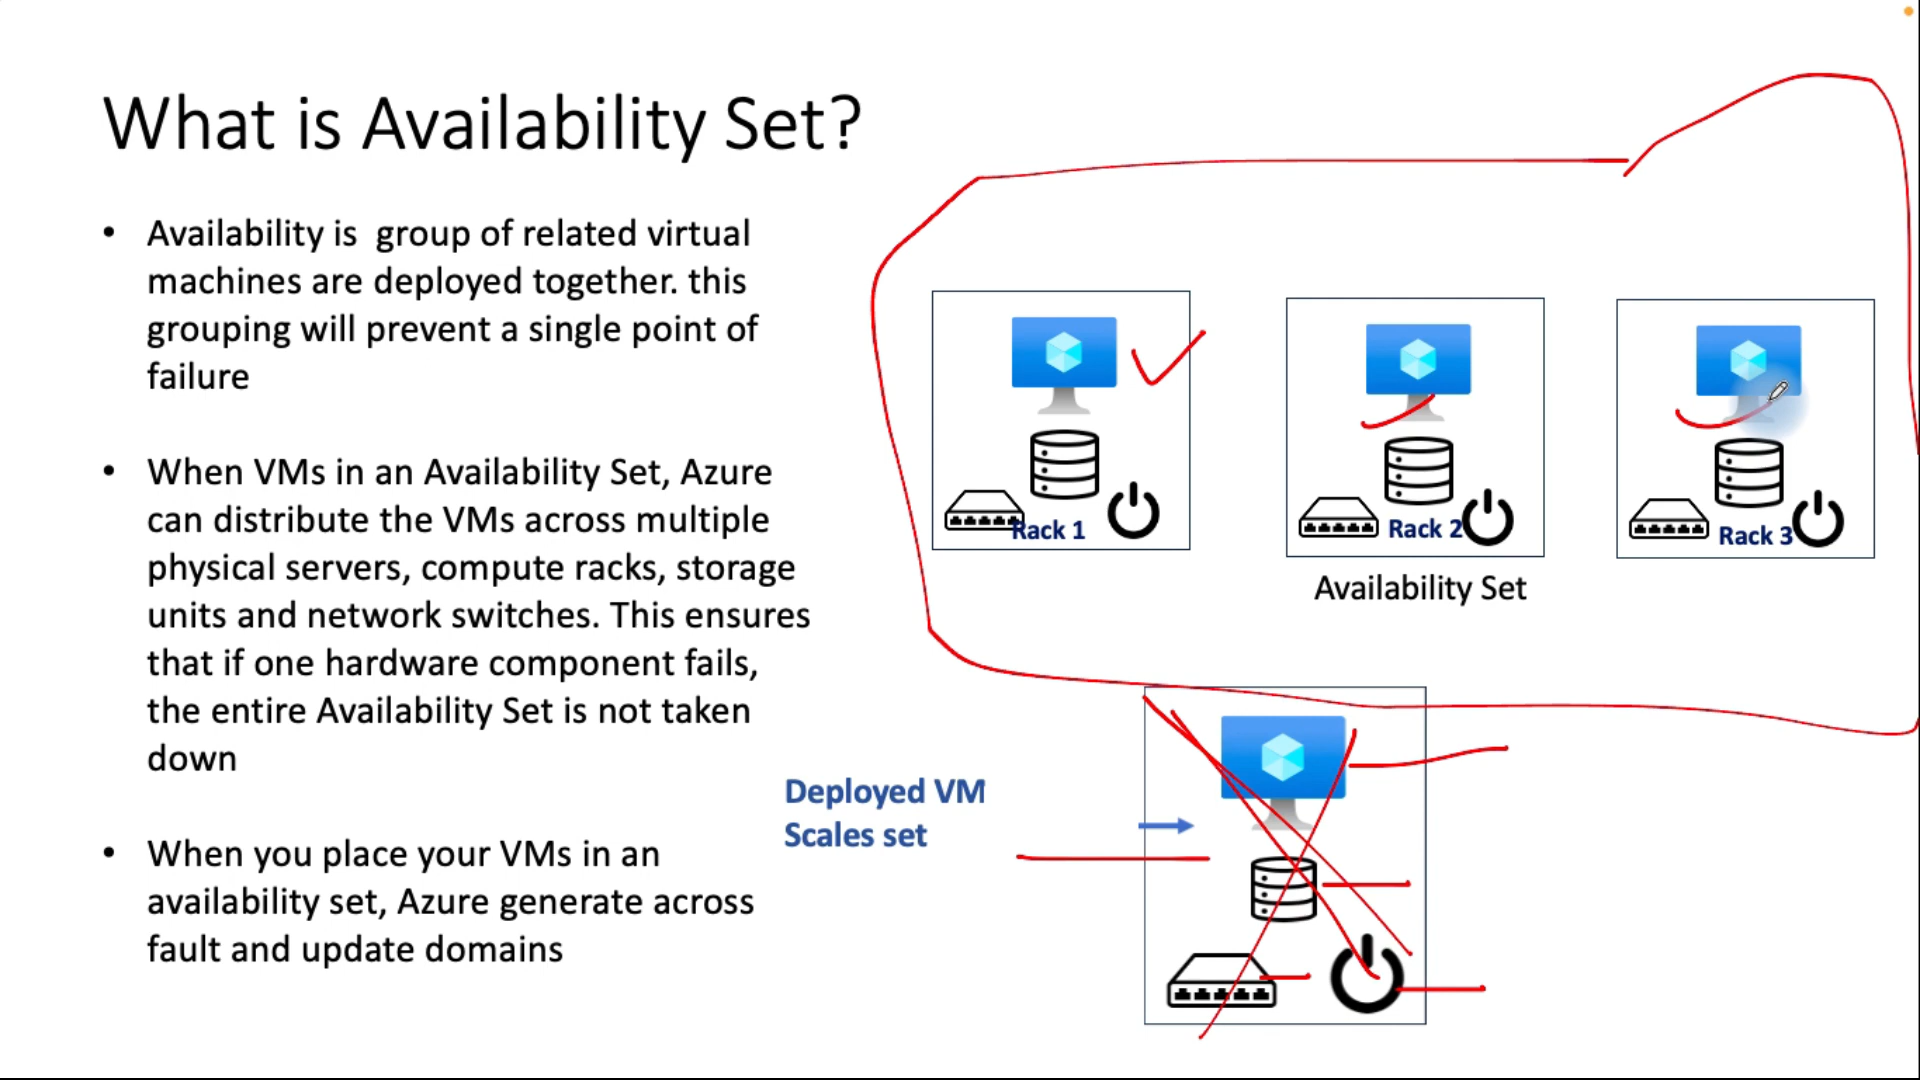 What is Availability Set?
• Availability is  group of related virtual
machines are deployed together. this
grouping will prevent a single point of
failure
• When VMs in an Availability Set, Azure
can distribute the VMs across multiple
physical servers, compute racks, storage
units and network switches. This ensures
that if one hardware component fails,
the entire Availability Set is not taken
down
• When you place your VMs in an
availability set, Azure generate across
fault and update domains
Rack 1
Rack 2
Rack 3
Availability Set
Deployed VM
Scales set